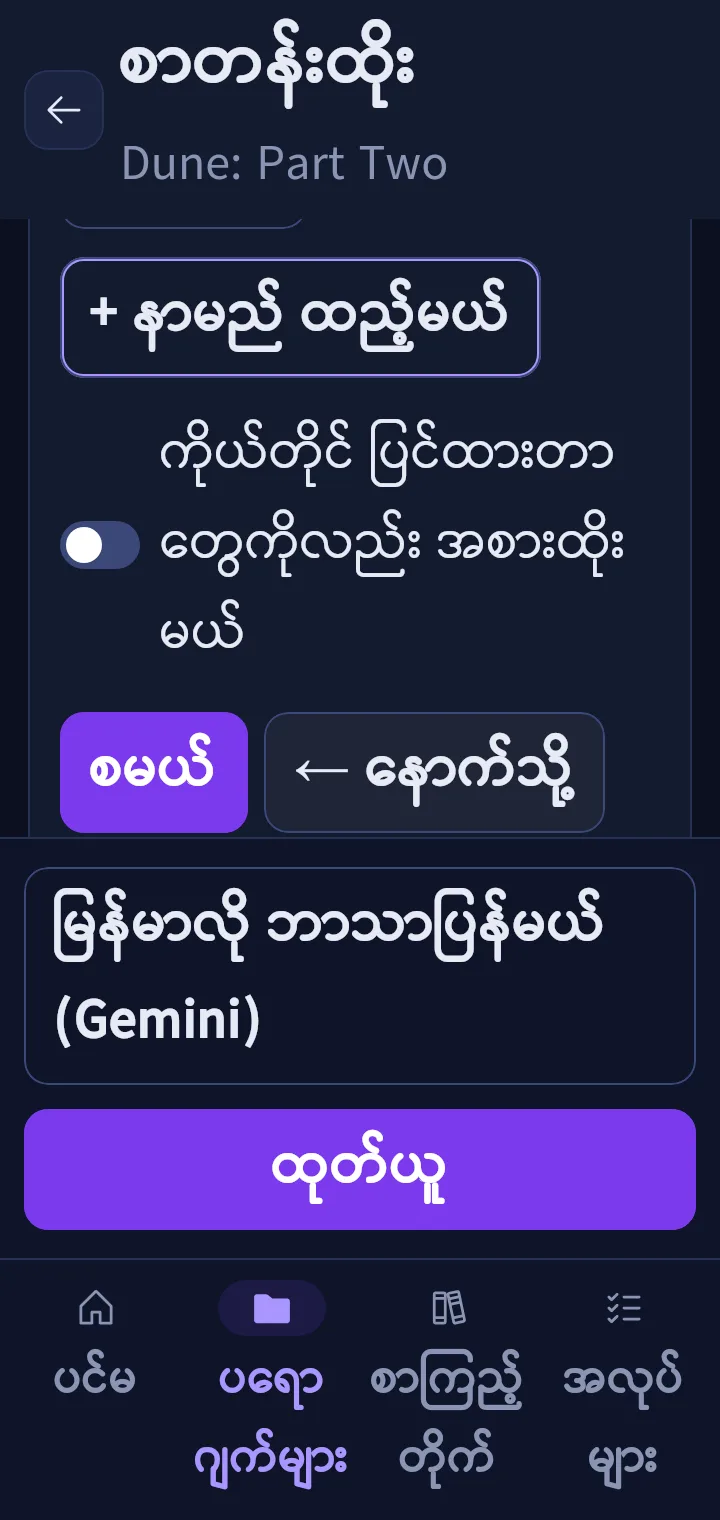 စာတန်းထိုး
Dune: Part Two
+ နာမည် ထည့်မယ်
ကိုယ်တိုင် ပြင်ထားတာ
တွေကိုလည်း အစားထိုး
မယ်
စမယ်
← နောက်သို့
မြန်မာလို ဘာသာပြန်မယ်
(Gemini)
ထုတ်ယူ
ပင်မ
ပရော
ဂျက်များ
စာကြည့်
တိုက်
အလုပ်
များ